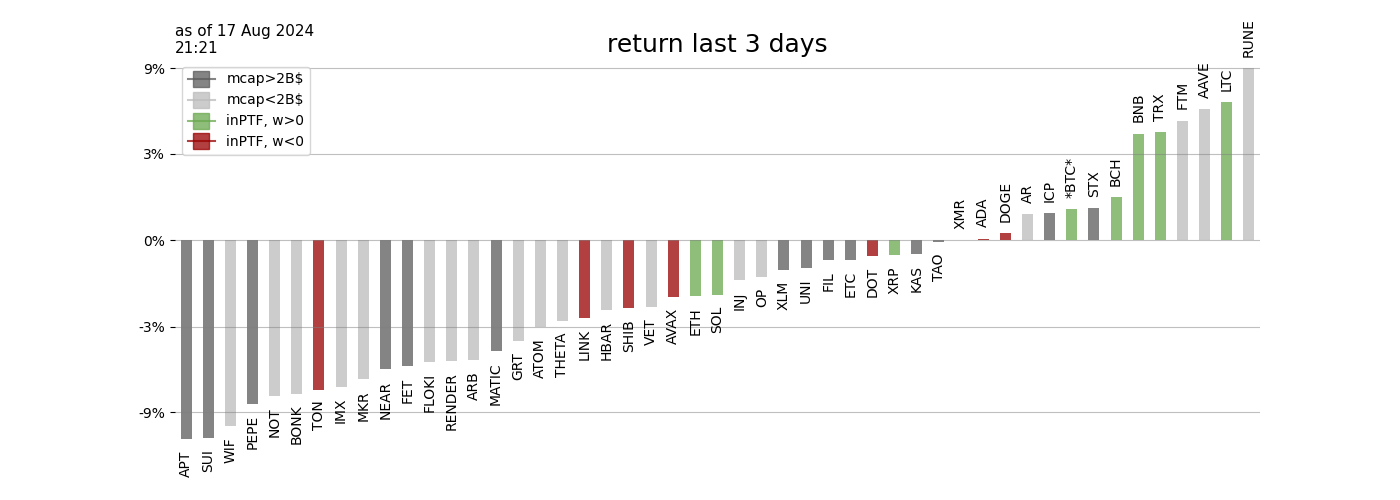 as of 17 Aug 2024
21:21
return last 3 days
mcap>2B$
mcap<2B$
inPTF, w>0
inPTF, w<0
9%
3%
0%
-3%
-9%
APT
SUI
WIF
PEPE
NOT
BONK
TON
IMX
MKR
NEAR
FET
FLOKI
RENDER
ARB
MATIC
GRT
ATOM
THETA
LINK
HBAR
SHIB
VET
AVAX
ETH
SOL
INJ
OP
XLM
UNI
FIL
ETC
DOT
XRP
KAS
TAO
XMR
ADA
DOGE
AR
ICP
*BTC*
STX
BCH
BNB
TRX
FTM
AAVE
LTC
RUNE